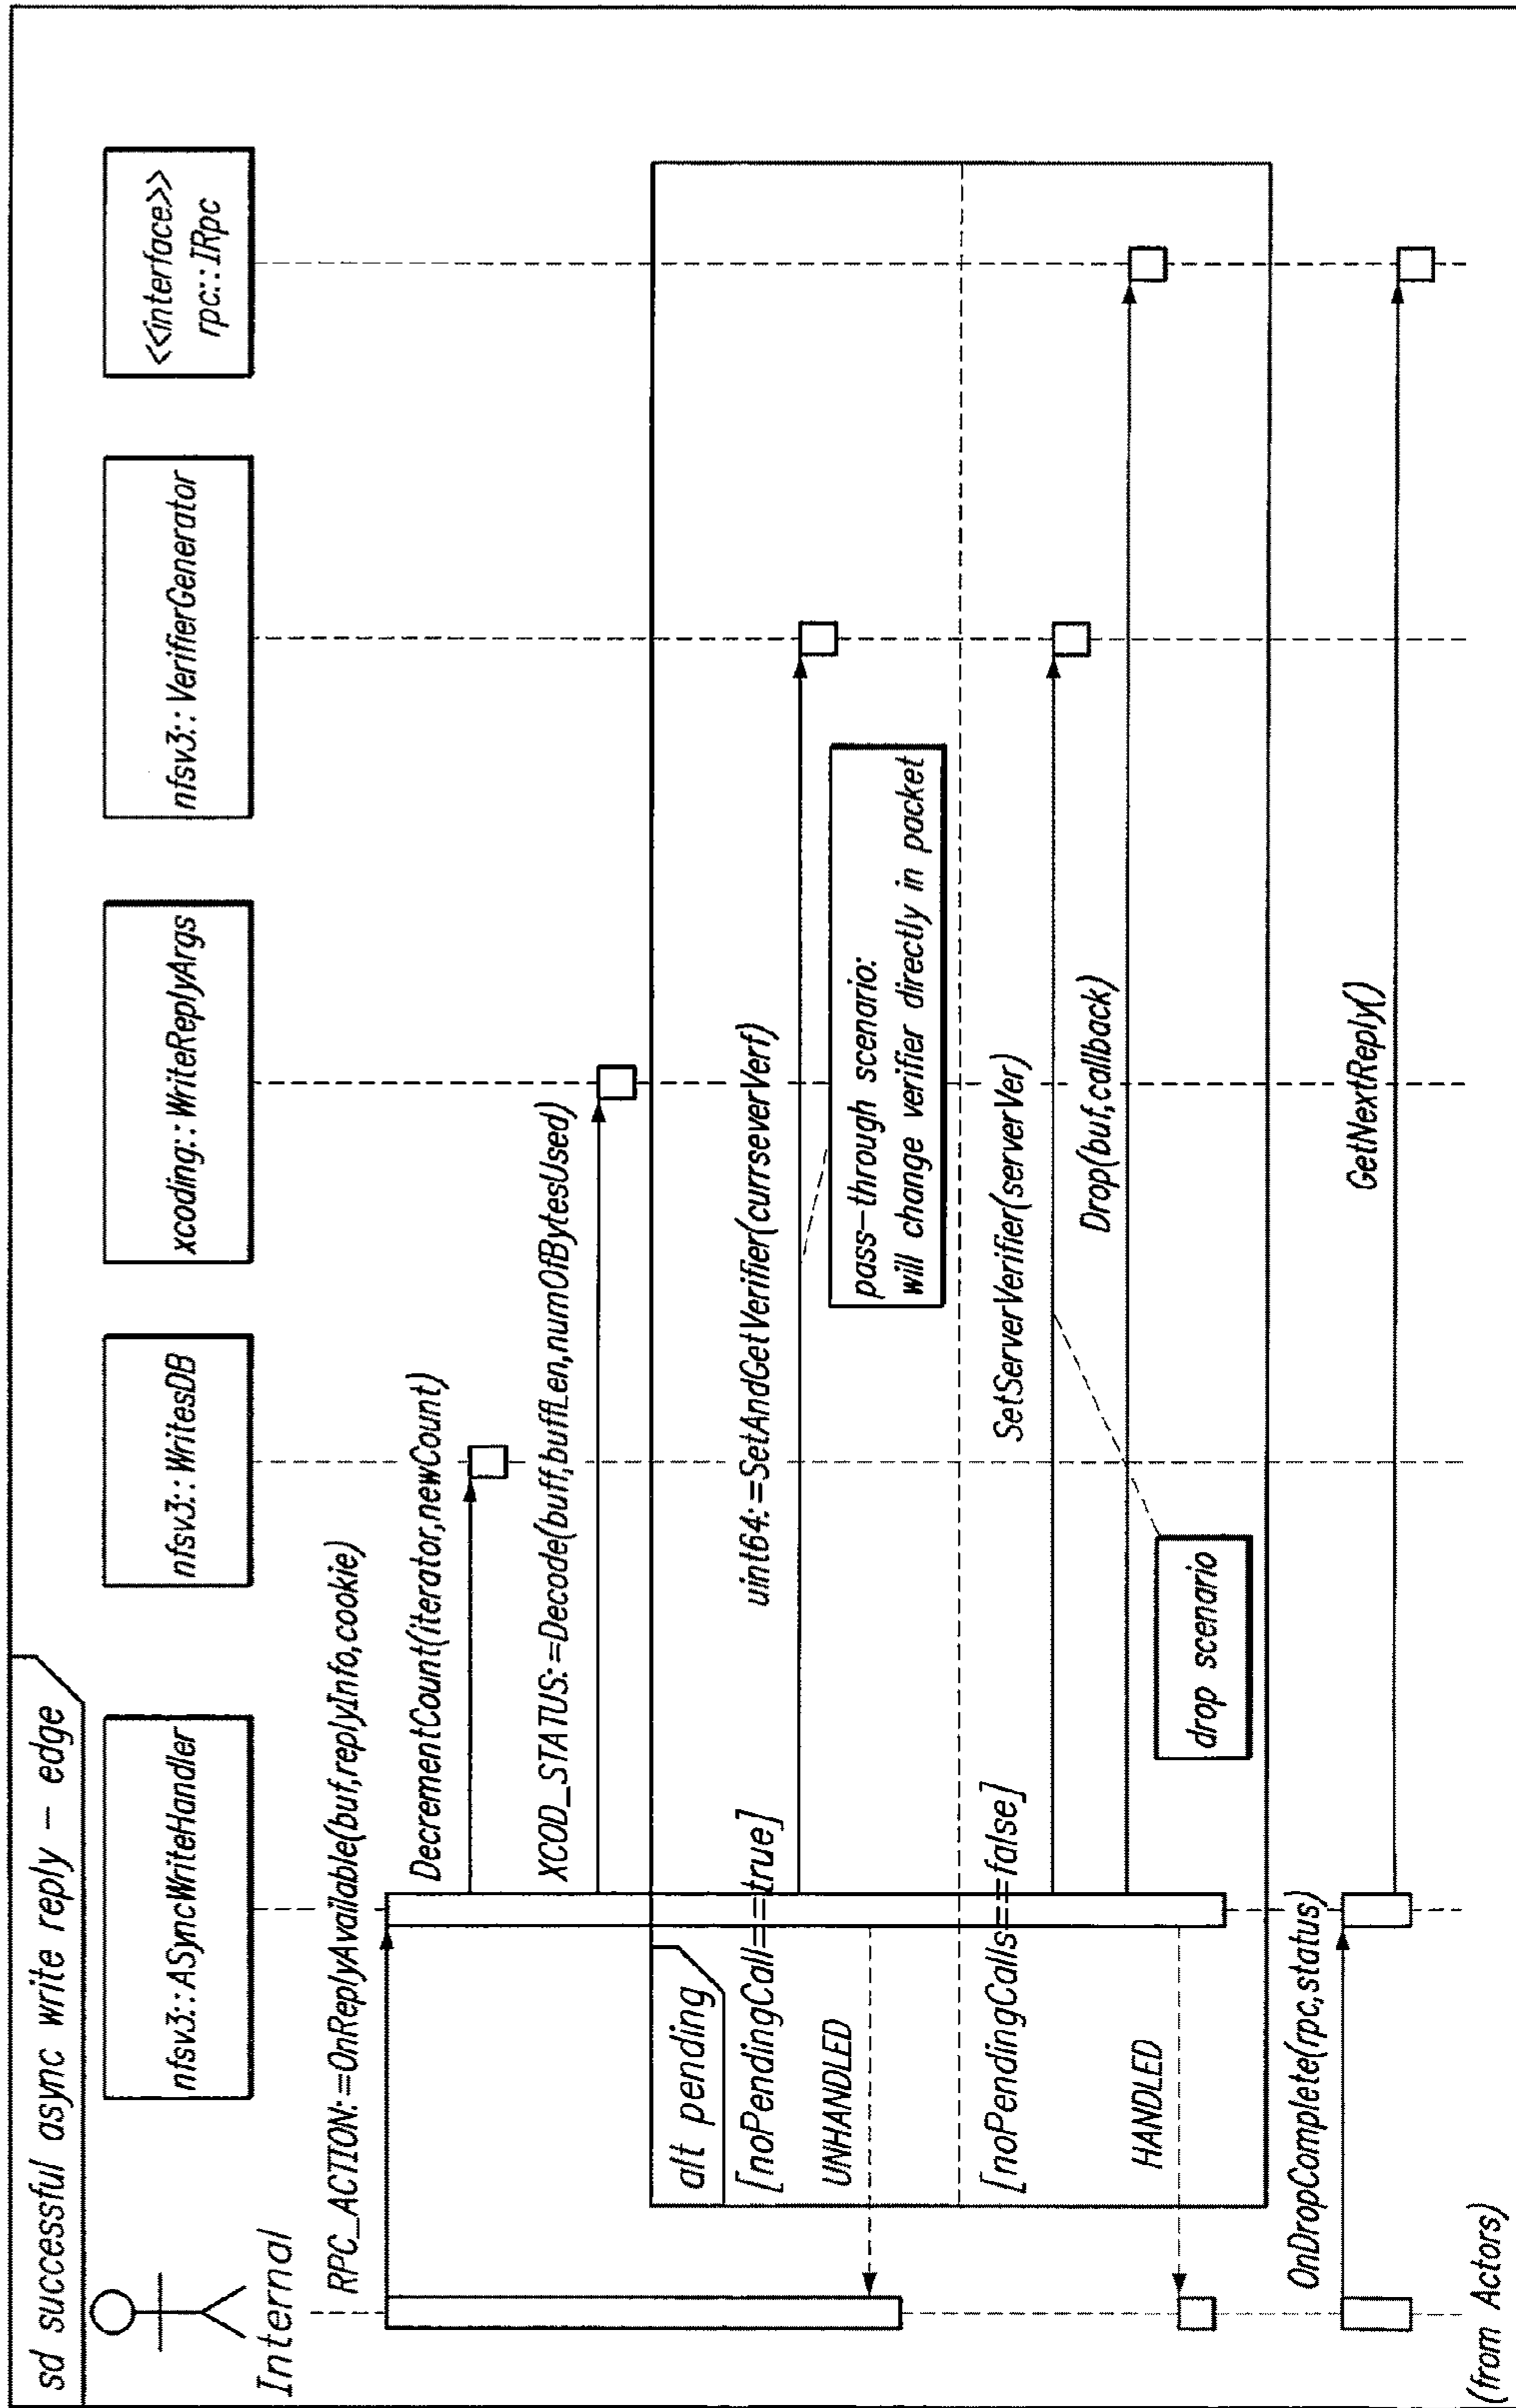 sd successful async write reply – edge
Internal
nfsv3::ASyncWriteHandler
nfsv3::WritesDB
xcoding::WriteReplyArgs
nfsv3::VerifierGenerator
<<interface>>
rpc::IRpc
RPC_ACTION:=OnReplyAvailable(buf,replyInfo,cookie)
DecrementCount(iterator,newCount)
XCOD_STATUS:=Decode(buff,buffLen,numOfBytesUsed)
alt pending
[noPendingCall==true]
uint64:=SetAndGetVerifier(currseverVerf)
pass-through scenario:
will change verifier directly in packet
UNHANDLED
[noPendingCalls==false]
SetServerVerifier(serverVer)
Drop(buf,callback)
HANDLED
drop scenario
OnDropComplete(rpc,status)
GetNextReply()
(from Actors)